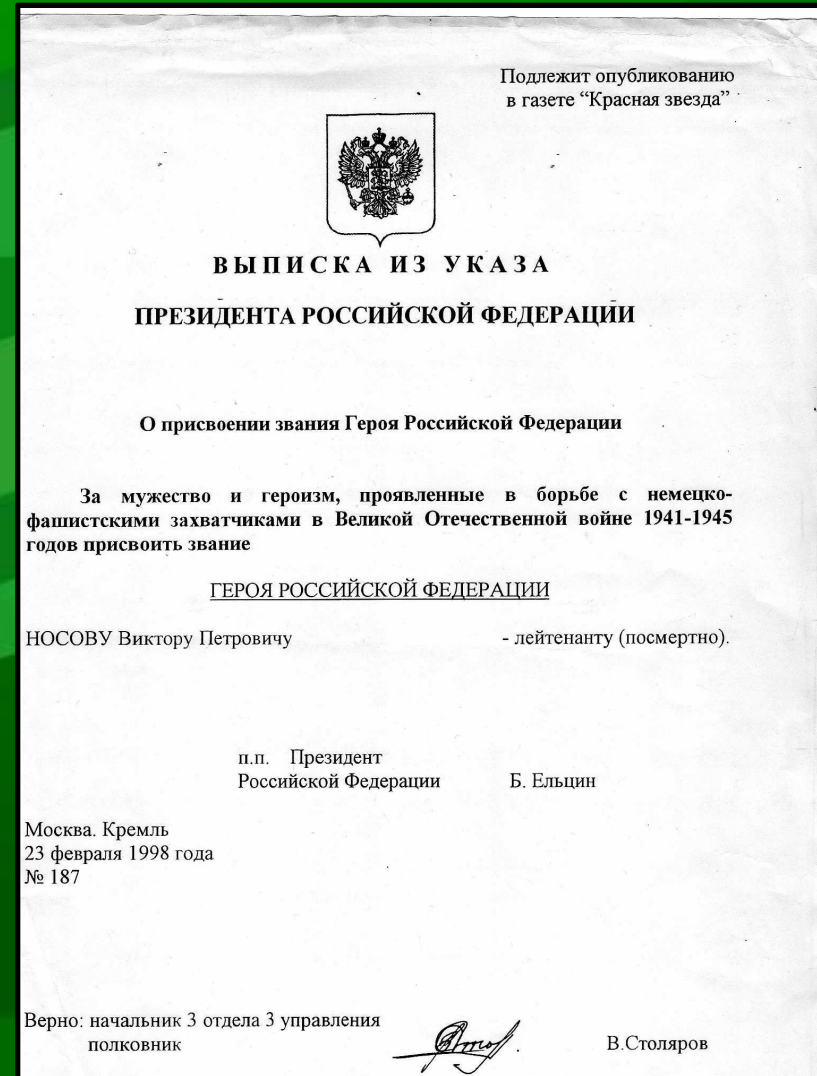 Подлежит опубликованию
в газете “Красная звезда”
ВЫПИСКА ИЗ УКАЗА
ПРЕЗИДЕНТА РОССИЙСКОЙ ФЕДЕРАЦИИ
О присвоении звания Героя Российской Федерации
За мужество и героизм, проявленные в борьбе с немецко-
фашистскими захватчиками в Великой Отечественной войне 1941-1945
годов присвоить звание
ГЕРОЯ РОССИЙСКОЙ ФЕДЕРАЦИИ
НОСОВУ Виктору Петровичу - лейтенанту (посмертно).
п.п. Президент
Российской Федерации Б. Ельцин
Москва. Кремль
23 февраля 1998 года
№ 187
Верно: начальник 3 отдела 3 управления
полковник В.Столяров